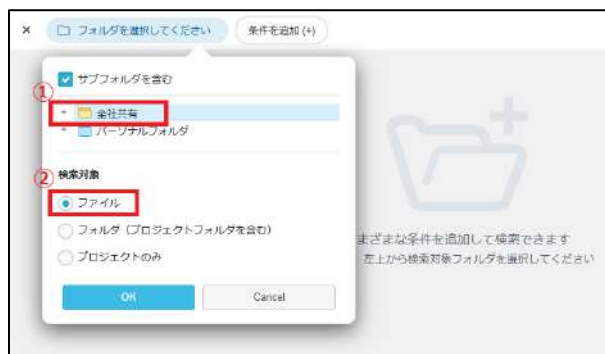 × フォルダを選択してください 条件を追加 (+)
サブフォルダを含む
①
全社共有
パーソナルフォルダ
② 検索対象
ファイル
フォルダ (プロジェクトフォルダを含む)
プロジェクトのみ
OK Cancel
まざまな条件を追加して検索できます
左上から検索対象フォルダを選択してください